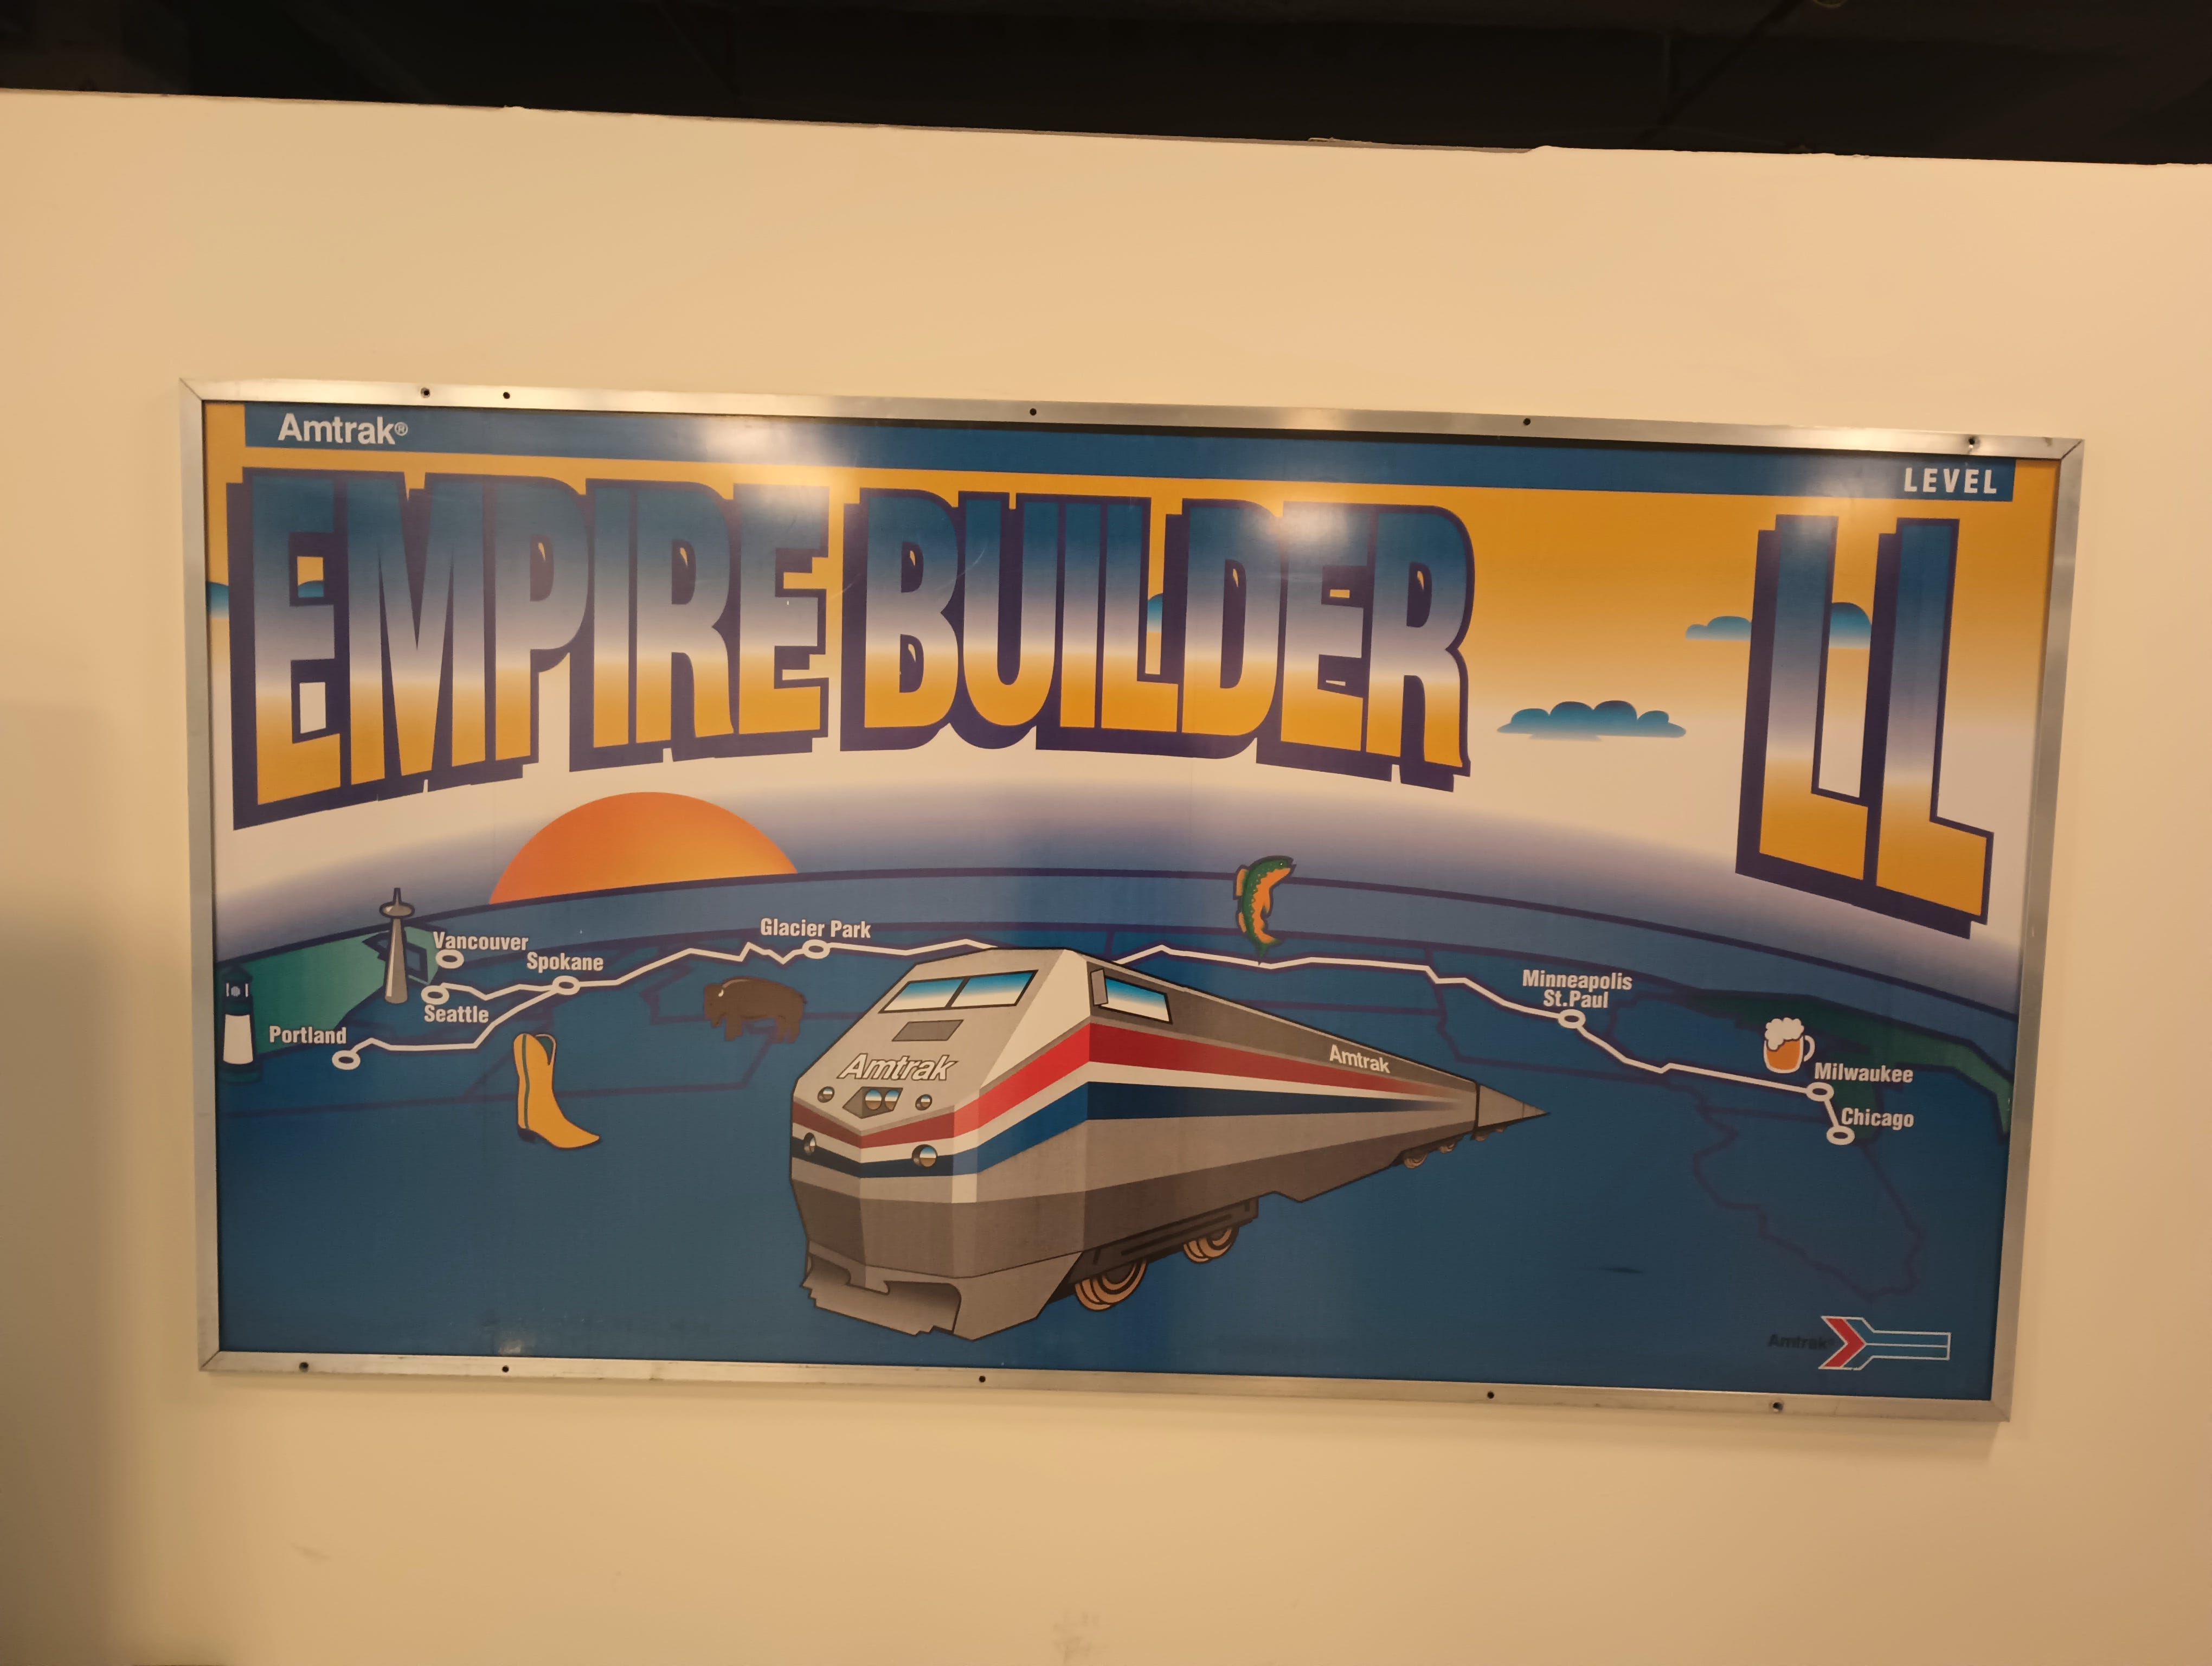 Amtrak®
LEVEL
EMPIRE BUILDER
LL
Glacier Park
Vancouver
Spokane
Seattle
Portland
Minneapolis
St.Paul
Milwaukee
Chicago
Amtrak
Amtrak
Amtrak®